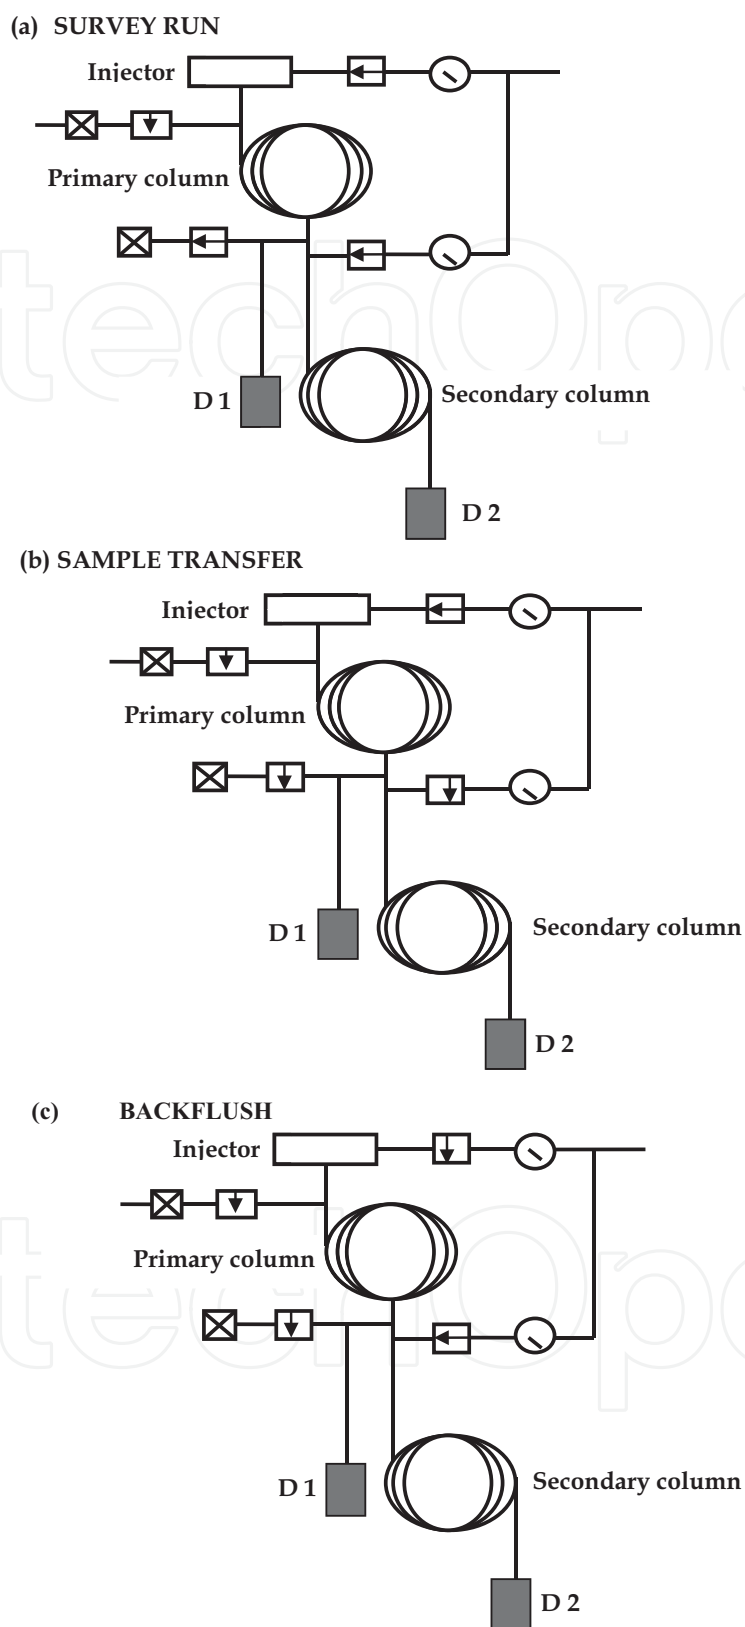 (a) SURVEY RUN
Injector
Primary column
D 1
Secondary column
D 2
(b) SAMPLE TRANSFER
Injector
Primary column
D 1
Secondary column
D 2
(c) BACKFLUSH
Injector
Primary column
D 1
Secondary column
D 2